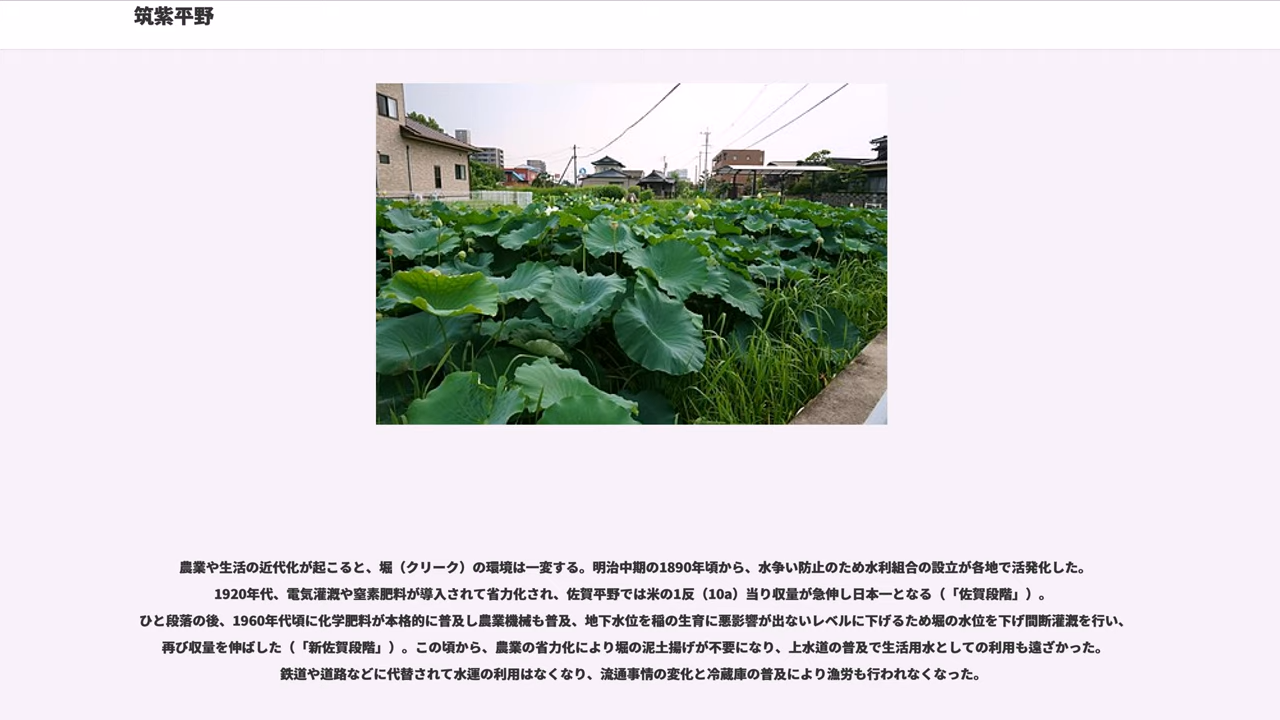 筑紫平野
農業や生活の近代化が起こると、堀（クリーク）の環境は一変する。明治中期の1890年頃から、水争い防止のため水利組合の設立が各地で活発化した。
1920年代、電気灌漑や窒素肥料が導入されて省力化され、佐賀平野では米の1反（10a）当り収量が急伸し日本一となる（「佐賀段階」）。
ひと段落の後、1960年代頃に化学肥料が本格的に普及し農業機械も普及、地下水位を稲の生育に悪影響が出ないレベルに下げるため堀の水位を下げ間断灌漑を行い、
再び収量を伸ばした（「新佐賀段階」）。この頃から、農業の省力化により堀の泥土揚げが不要になり、上水道の普及で生活用水としての利用も遠ざかった。
鉄道や道路などに代替されて水運の利用はなくなり、流通事情の変化と冷蔵庫の普及により漁労も行われなくなった。